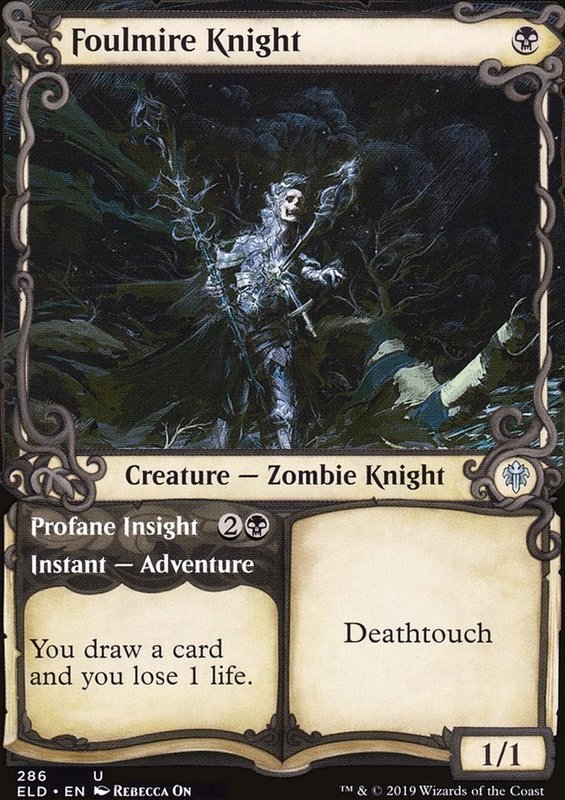 Foulmire Knight
Creature — Zombie Knight
Profane Insight 2
Instant — Adventure
You draw a card
and you lose 1 life.
Deathtouch
1/1
286 U
ELD • EN Rebecca On
™ & © 2019 Wizards of the Coast